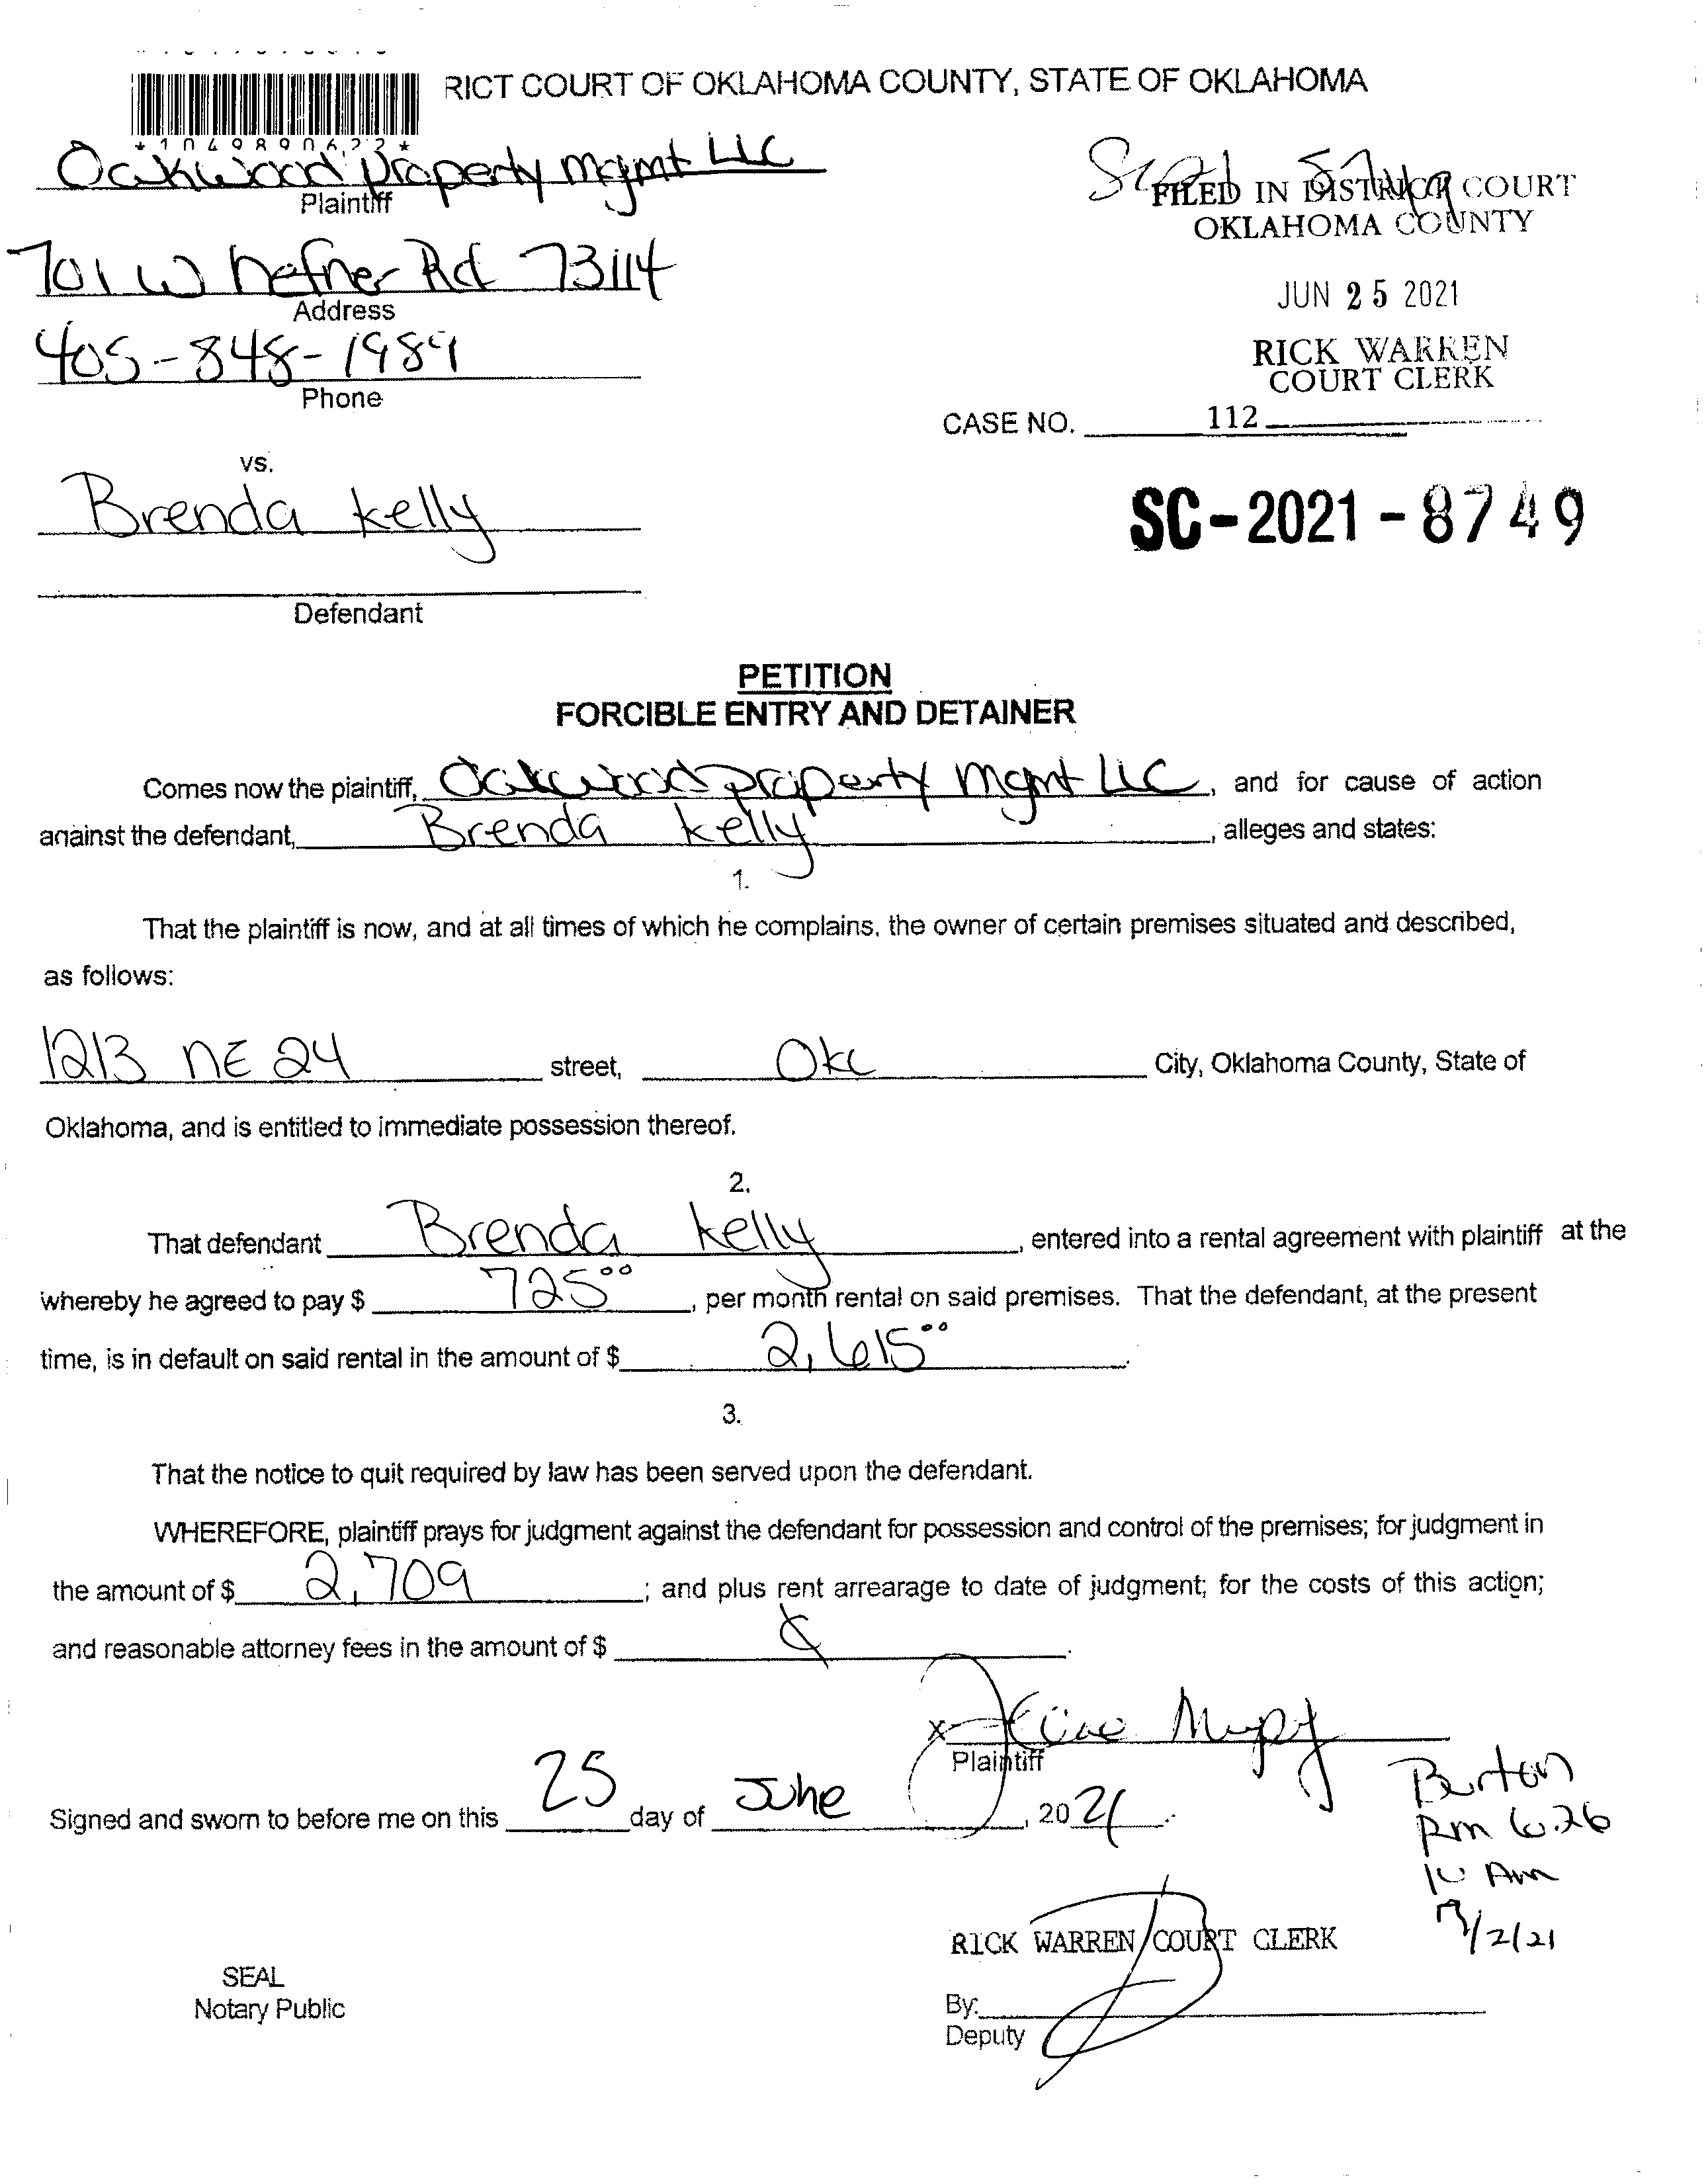 RICT COURT OF OKLAHOMA COUNTY, STATE OF OKLAHOMA
*1049890622*
Oakwood Property Mgmt LLC
Plaintiff
FILED IN DISTRICT COURT
OKLAHOMA COUNTY
701 W Hefner Rd 73114
Address
JUN 25 2021
405-848-1989
Phone
RICK WARREN
COURT CLERK
CASE NO. 112
vs.
Brenda Kelly
SC-2021-8749
Defendant
PETITION
FORCIBLE ENTRY AND DETAINER
Comes now the plaintiff, Oakwood Property Mgmt LLC, and for cause of action
against the defendant, Brenda Kelly, alleges and states:
1.
That the plaintiff is now, and at all times of which he complains, the owner of certain premises situated and described,
as follows:
1213 NE 24 street, Okc City, Oklahoma County, State of
Oklahoma, and is entitled to immediate possession thereof.
2.
That defendant Brenda Kelly, entered into a rental agreement with plaintiff at the
whereby he agreed to pay $ 725.00, per month rental on said premises. That the defendant, at the present
time, is in default on said rental in the amount of $ 2,615.00.
3.
That the notice to quit required by law has been served upon the defendant.
WHEREFORE, plaintiff prays for judgment against the defendant for possession and control of the premises; for judgment in
the amount of $ 2,709; and plus rent arrearage to date of judgment; for the costs of this action;
and reasonable attorney fees in the amount of $
X
Plaintiff
Signed and sworn to before me on this 25 day of June, 2021.
Burton
Rm 626
10 Am
7/2/21
RICK WARREN COURT CLERK
SEAL
Notary Public
By:
Deputy